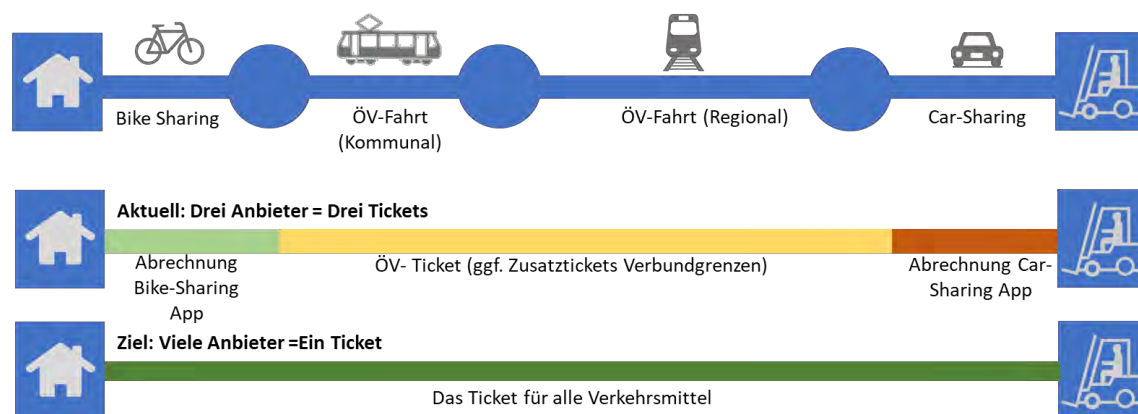 Bike Sharing
ÖV-Fahrt
(Kommunal)
ÖV-Fahrt (Regional)
Car-Sharing
Aktuell: Drei Anbieter = Drei Tickets
Abrechnung
Bike-Sharing
App
ÖV- Ticket (ggf. Zusatztickets Verbundgrenzen)
Abrechnung Car-
Sharing App
Ziel: Viele Anbieter =Ein Ticket
Das Ticket für alle Verkehrsmittel